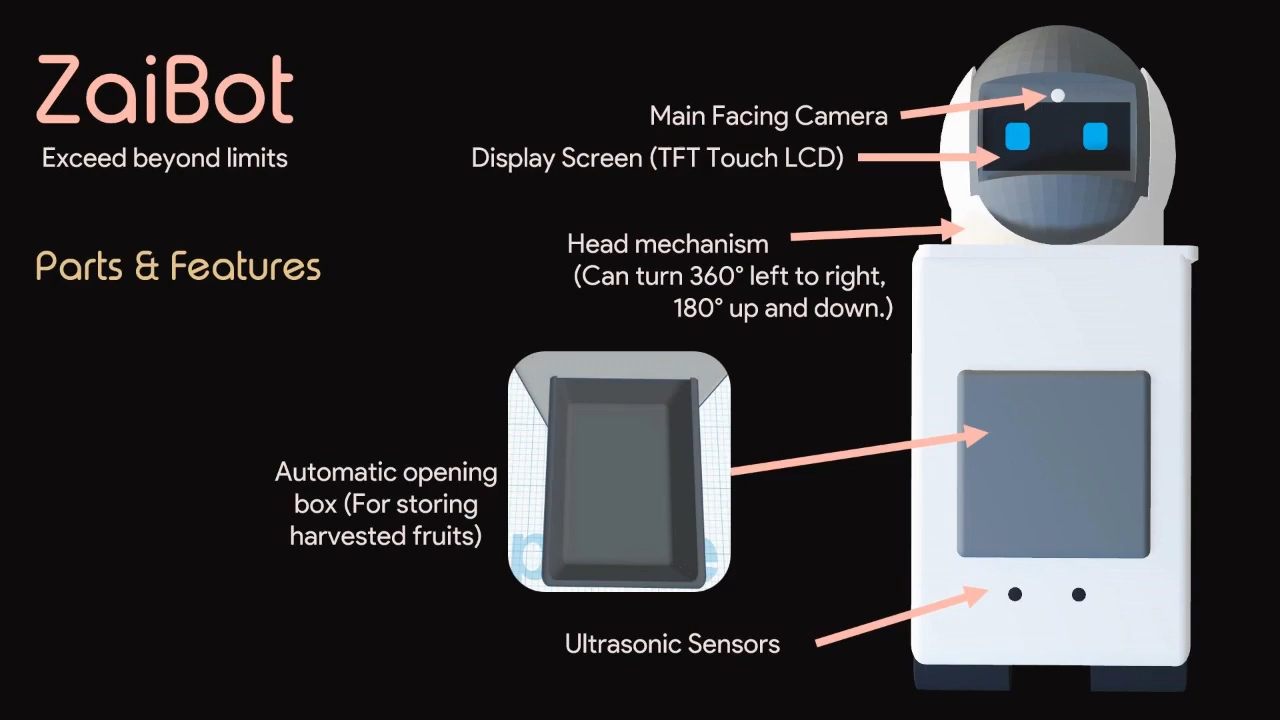 ZaiBot
Exceed beyond limits
Parts & Features
Main Facing Camera
Display Screen (TFT Touch LCD)
Head mechanism
(Can turn 360° left to right,
180° up and down.)
Automatic opening
box (For storing
harvested fruits)
Ultrasonic Sensors